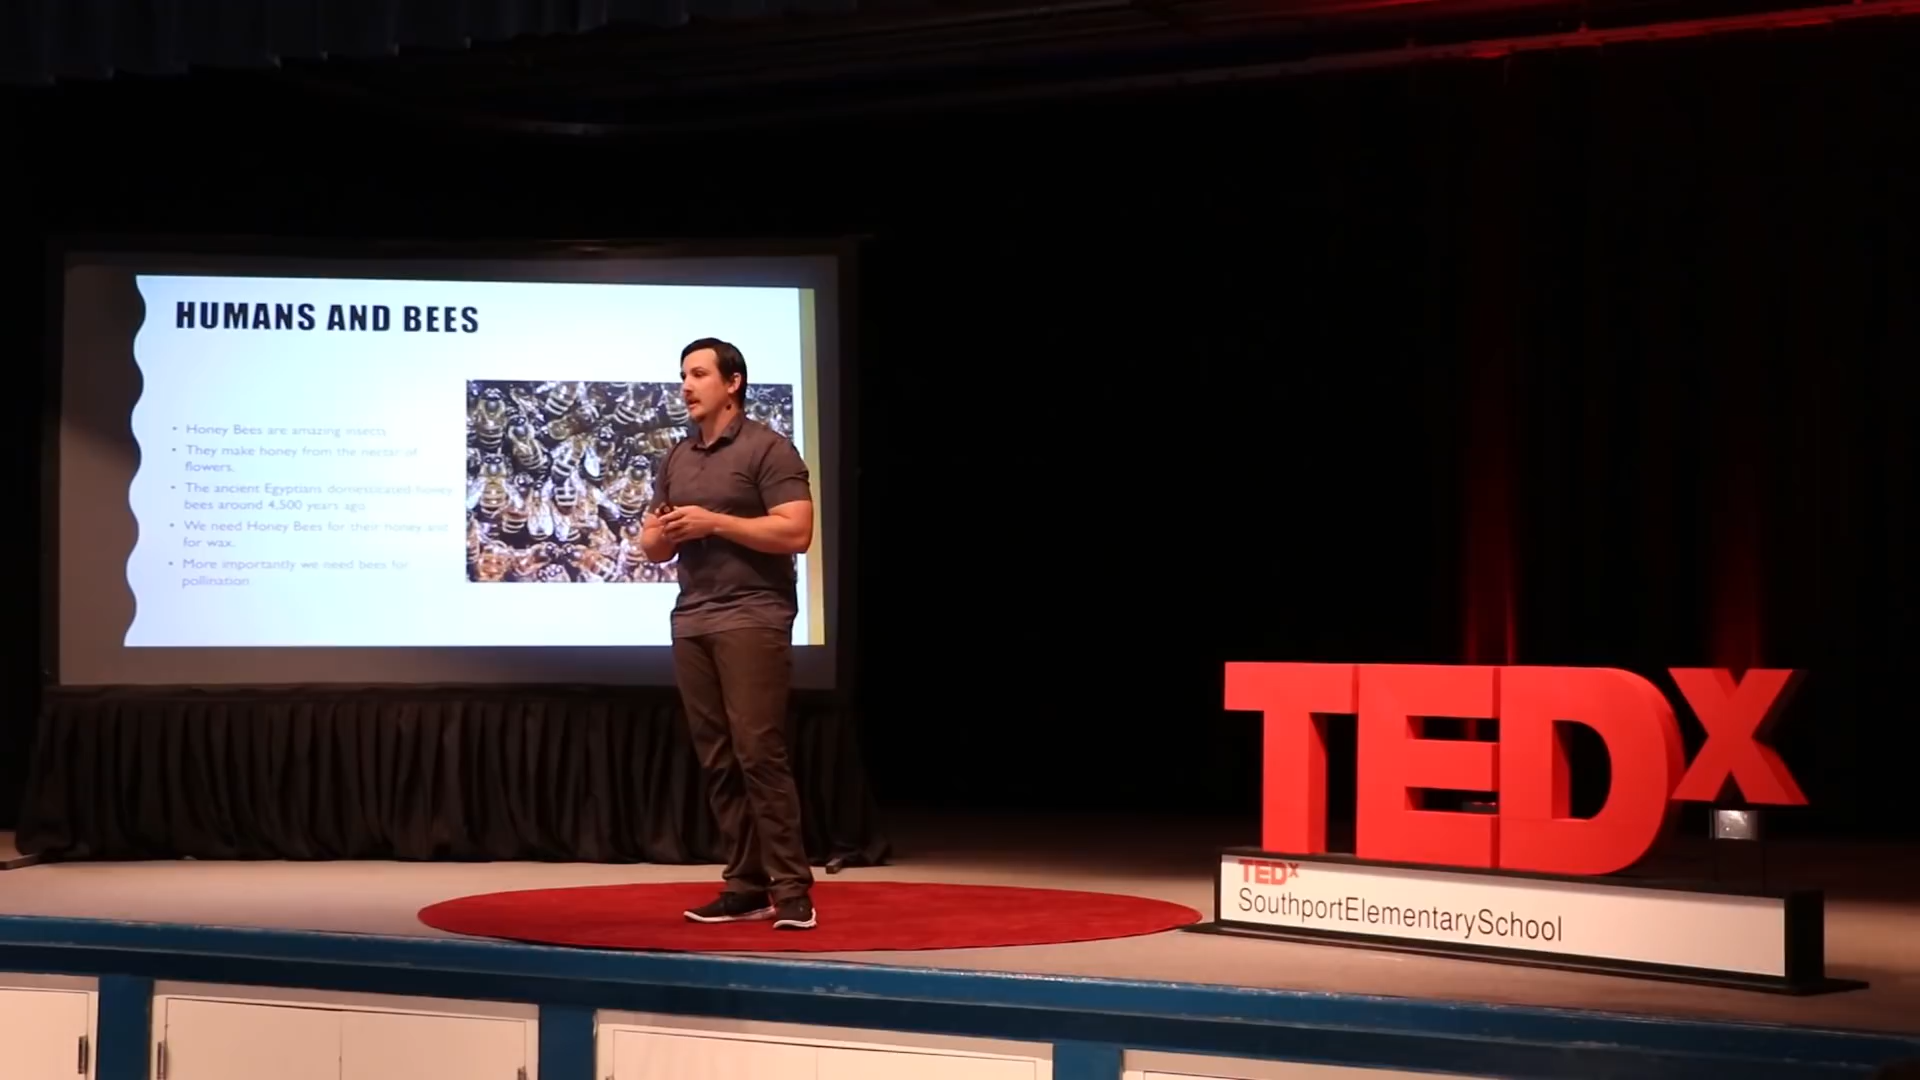 HUMANS AND BEES
• Honey Bees are amazing insects
• They make honey from the nectar of
flowers.
• The ancient Egyptians domesticated honey
bees around 4,500 years ago
• We need Honey Bees for their honey and
for wax.
• More importantly we need bees for
pollination
TEDx
TEDx
SouthportElementarySchool